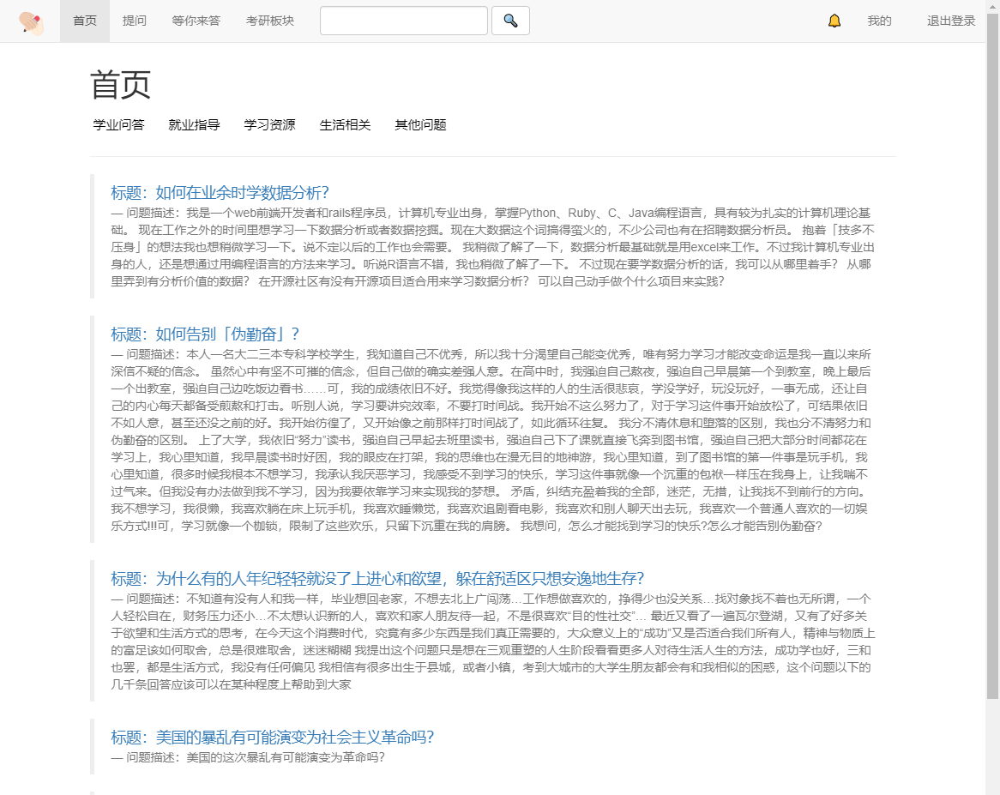 首页 提问 等你来答 考研板块 我的 退出登录
首页
学业问答 就业指导 学习资源 生活相关 其他问题
标题：如何在业余时学数据分析？
— 问题描述：我是一个web前端开发者和rails程序员，计算机专业出身，掌握Python、Ruby、C、Java编程语言，具有较为扎实的计算机理论基
础。 现在工作之外的时间里想学习一下数据分析或者数据挖掘。现在大数据这个词搞得蛮火的，不少公司也有在招聘数据分析员。 抱着「技多不
压身」的想法我也想稍微学习一下。说不定以后的工作也会需要。 我稍微了解了一下，数据分析最基础就是用excel来工作。不过我计算机专业出
身的人，还是想通过用编程语言的方法来学习。听说R语言不错，我也稍微了解了一下。 不过现在要学数据分析的话，我可以从哪里着手？ 从哪
里弄到有分析价值的数据？ 在开源社区有没有开源项目适合用来学习数据分析？ 可以自己动手做个什么项目来实践？
标题：如何告别「伪勤奋」？
— 问题描述：本人一名大二三本专科学校学生，我知道自己不优秀，所以我十分渴望自己能变优秀，唯有努力学习才能改变命运是我一直以来所
深信不疑的信念。 虽然心中有坚不可摧的信念，但自己做的确实差强人意。在高中时，我强迫自己熬夜，强迫自己早晨第一个到教室，晚上最后
一个出教室，强迫自己边吃饭边看书……可，我的成绩依旧不好。我觉得像我这样的人的生活很悲哀，学没学好，玩没玩好，一事无成，还让自
己的内心每天都备受煎熬和打击。听别人说，学习要讲究效率，不要打时间战。我开始不这么努力了，对于学习这件事开始放松了，可结果依旧
不如人意，甚至还没之前的好。我开始彷徨了，又开始像之前那样打时间战了，如此循环往复。 我分不清休息和堕落的区别，我也分不清努力和
伪勤奋的区别。 上了大学，我依旧“努力”读书，强迫自己早起去班里读书，强迫自己下了课就直接飞奔到图书馆，强迫自己把大部分时间都花在
学习上，我心里知道，我早晨读书时好困，我的眼皮在打架，我的思维也在漫无目的地神游，我心里知道，到了图书馆的第一件事是玩手机，我
心里知道，很多时候我根本不想学习，我承认我厌恶学习，我感受不到学习的快乐，学习这件事就像一个沉重的包袱一样压在我身上，让我喘不
过气来。但我没有办法做到我不学习，因为我要依靠学习来实现我的梦想。 矛盾，纠结充盈着我的全部，迷茫，无措，让我找不到前行的方向。
我不想学习，我很懒，我喜欢躺在床上玩手机，我喜欢睡懒觉，我喜欢追剧看电影，我喜欢和别人聊天出去玩，我喜欢一个普通人喜欢的一切娱
乐方式!!!可，学习就像一个枷锁，限制了这些欢乐，只留下沉重在我的肩膀。 我想问，怎么才能找到学习的快乐?怎么才能告别伪勤奋?
标题：为什么有的人年纪轻轻就没了上进心和欲望，躲在舒适区只想安逸地生存？
— 问题描述：不知道有没有人和我一样，毕业想回老家，不想去北上广闯荡…工作想做喜欢的，挣得少也没关系…找对象找不着也无所谓，一个
人轻松自在，财务压力还小…不太想认识新的人，喜欢和家人朋友待一起，不是很喜欢“目的性社交”… 最近又看了一遍瓦尔登湖，又有了好多关
于欲望和生活方式的思考，在今天这个消费时代，究竟有多少东西是我们真正需要的，大众意义上的“成功”又是否适合我们所有人，精神与物质上
的富足该如何取舍，总是很难取舍，迷迷糊糊 我提出这个问题只是想在三观重塑的人生阶段看看更多人对待生活人生的方法，成功学也好，三和
也罢，都是生活方式，我没有任何偏见 我相信有很多出生于县城，或者小镇，考到大城市的大学生朋友都会有和我相似的困惑，这个问题以下的
几千条回答应该可以在某种程度上帮助到大家
标题：美国的暴乱有可能演变为社会主义革命吗？
— 问题描述：美国的这次暴乱有可能演变为革命吗？